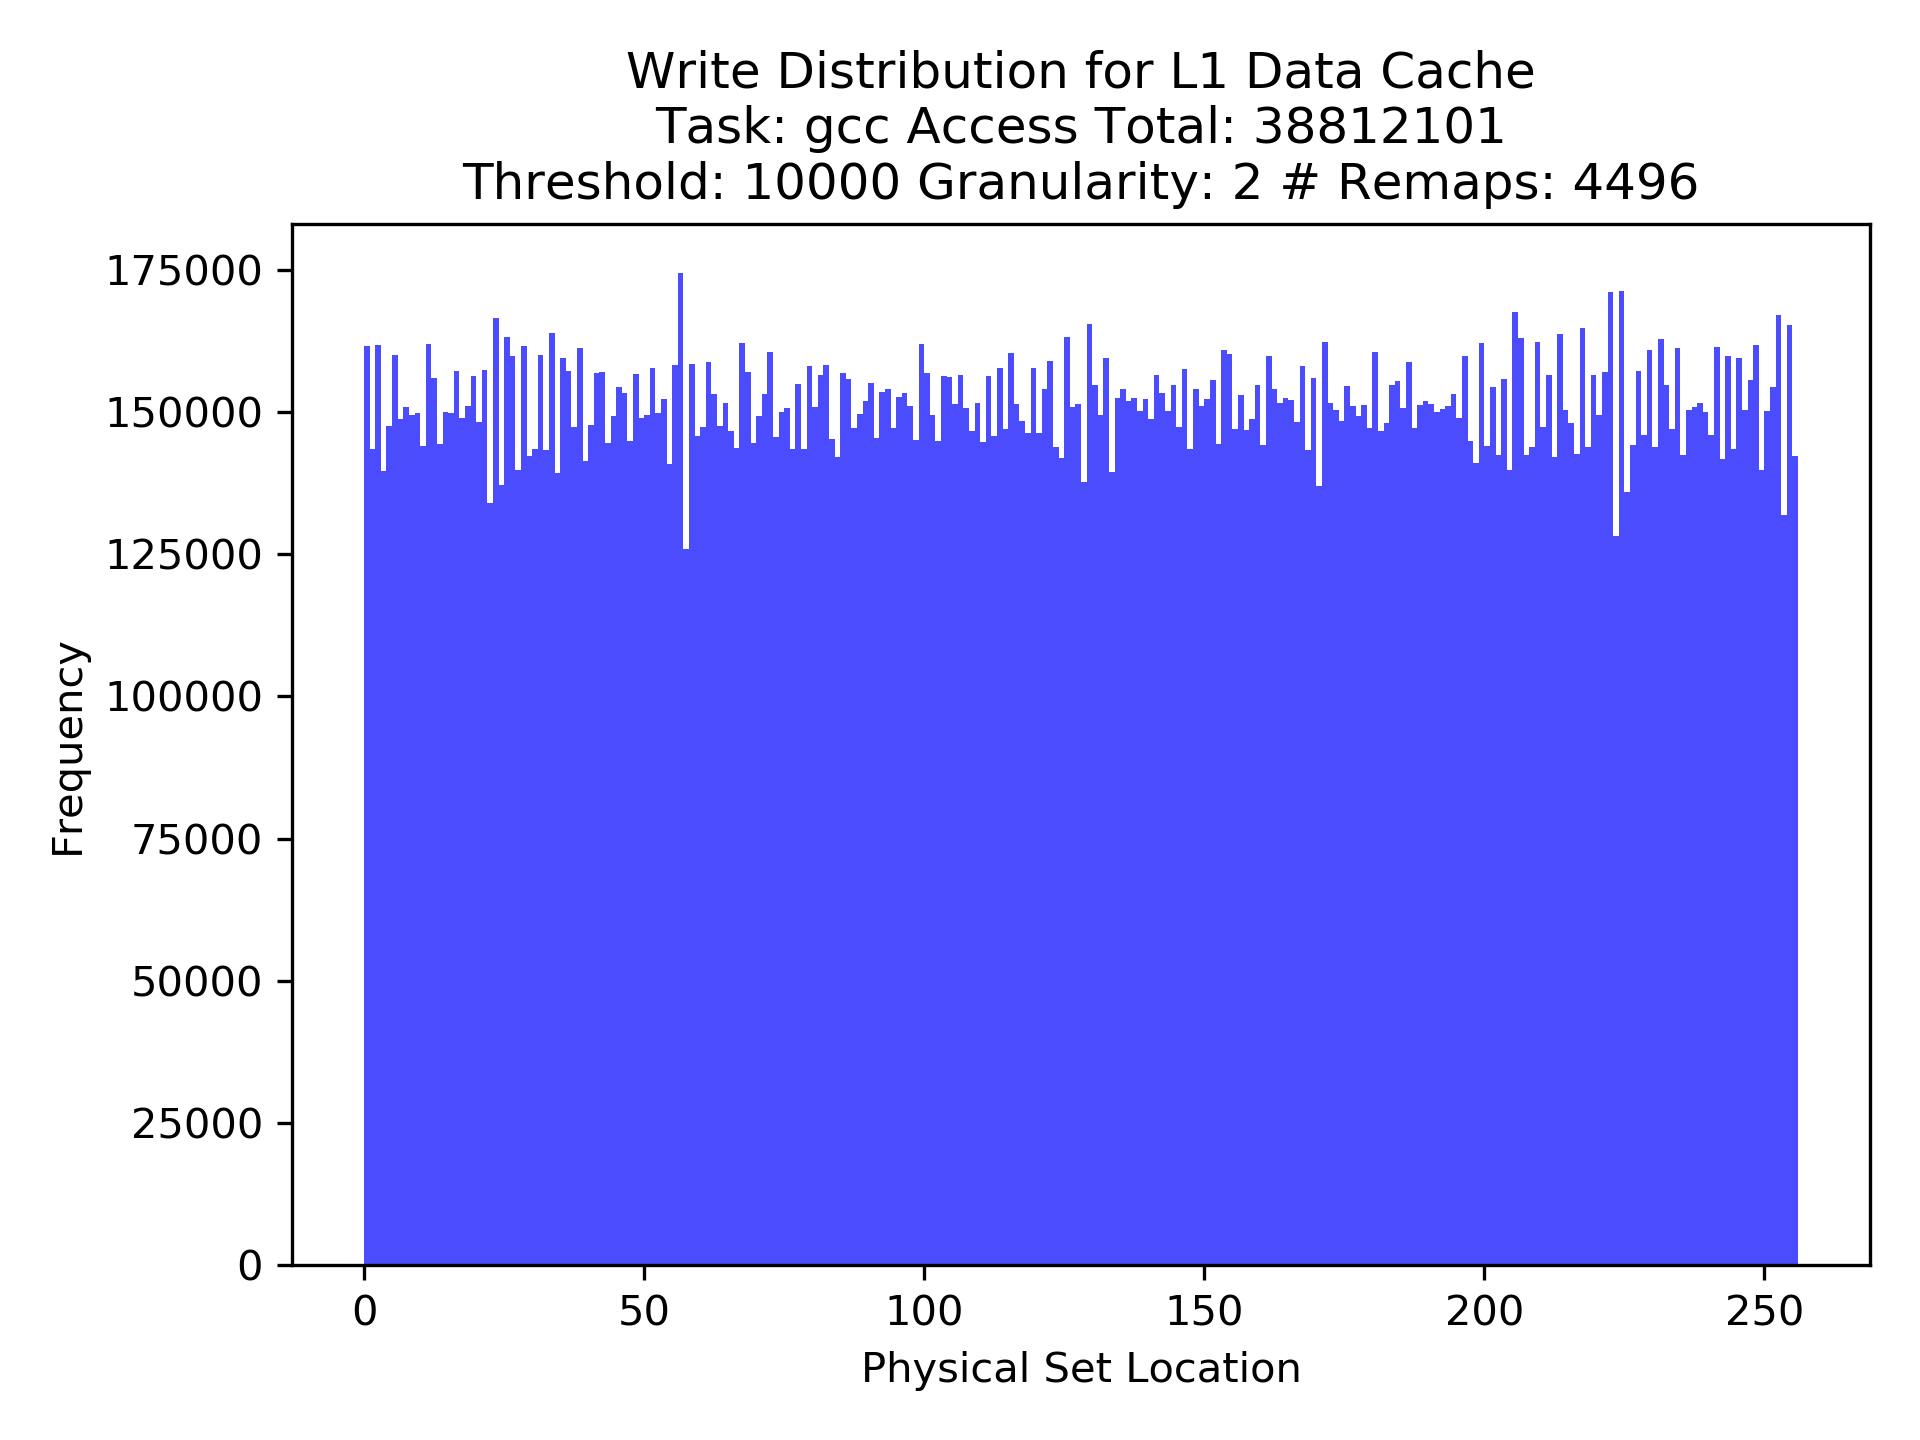 Write Distribution for L1 Data Cache
Task: gcc Access Total: 38812101
Threshold: 10000 Granularity: 2 # Remaps: 4496
175000
150000
125000
100000
75000
50000
25000
0
Frequency
0 50 100 150 200 250
Physical Set Location